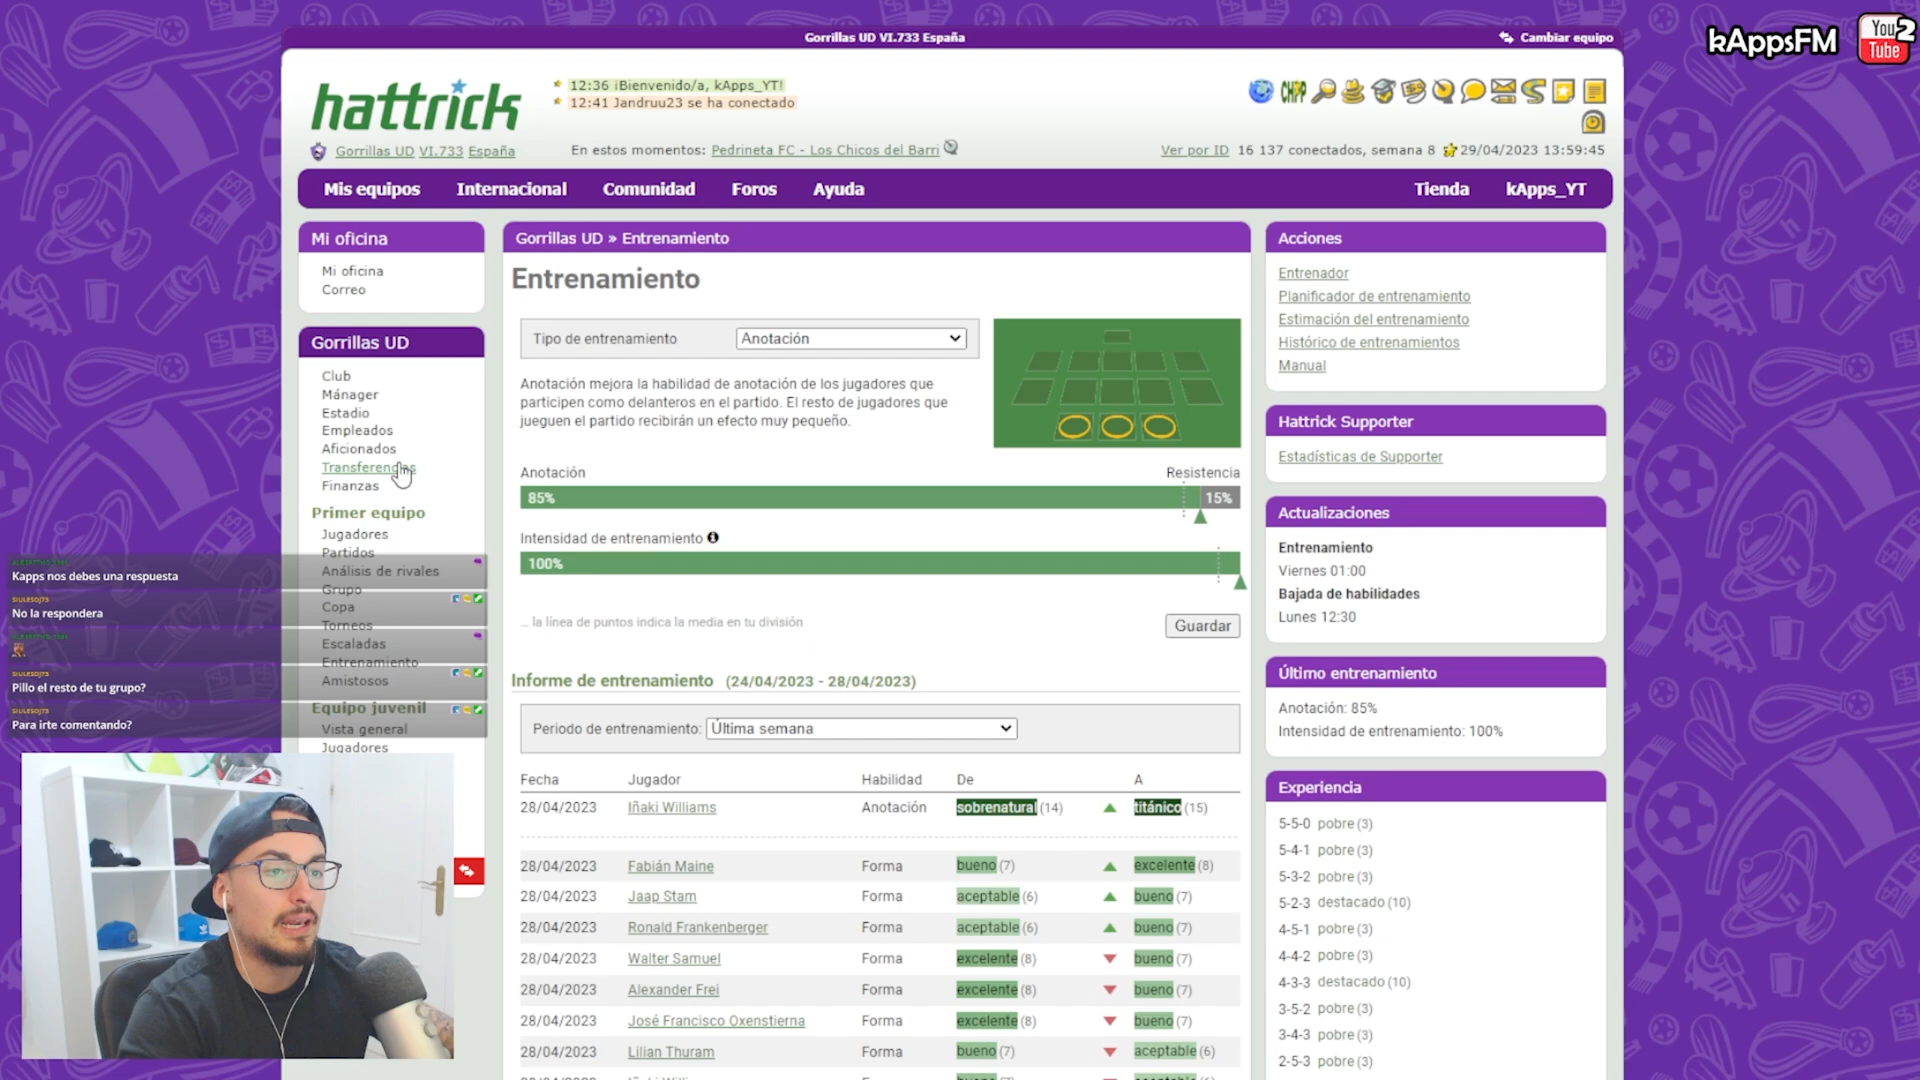 Gorrillas UD VI.733 España
Cambiar equipo
kAppsFM
You Tube 2
hattrick
12:36 ¡Bienvenido/a, kApps_YT!
12:41 Jandruu23 se ha conectado
CHPP
Gorrillas UD VI.733 España
En estos momentos: Pedrineta FC - Los Chicos del Barri
Ver por ID 16 137 conectados, semana 8 29/04/2023 13:59:45
Mis equipos Internacional Comunidad Foros Ayuda Tienda kApps_YT
Mi oficina
Mi oficina
Correo
Gorrillas UD
Club
Mánager
Estadio
Empleados
Aficionados
Transferencias
Finanzas
Primer equipo
Jugadores
Partidos
Análisis de rivales
Grupo
Copa
Torneos
Escaladas
Entrenamiento
Amistosos
Equipo juvenil
Vista general
Jugadores
Kapps nos debes una respuesta
SIULESOJ73
No la respondera
SIULESOJ73
Pillo el resto de tu grupo?
SIULESOJ73
Para irte comentando?
Gorrillas UD » Entrenamiento
Entrenamiento
Tipo de entrenamiento Anotación
Anotación mejora la habilidad de anotación de los jugadores que
participen como delanteros en el partido. El resto de jugadores que
jueguen el partido recibirán un efecto muy pequeño.
Anotación Resistencia
85% 15%
Intensidad de entrenamiento
100%
... la línea de puntos indica la media en tu división
Guardar
Informe de entrenamiento (24/04/2023 - 28/04/2023)
Periodo de entrenamiento: Última semana
Fecha Jugador Habilidad De A
28/04/2023 Iñaki Williams Anotación sobrenatural (14) titánico (15)
28/04/2023 Fabián Maine Forma bueno (7) excelente (8)
28/04/2023 Jaap Stam Forma aceptable (6) bueno (7)
28/04/2023 Ronald Frankenberger Forma aceptable (6) bueno (7)
28/04/2023 Walter Samuel Forma excelente (8) bueno (7)
28/04/2023 Alexander Frei Forma excelente (8) bueno (7)
28/04/2023 José Francisco Oxenstierna Forma excelente (8) bueno (7)
28/04/2023 Lilian Thuram Forma bueno (7) aceptable (6)
Acciones
Entrenador
Planificador de entrenamiento
Estimación del entrenamiento
Histórico de entrenamientos
Manual
Hattrick Supporter
Estadísticas de Supporter
Actualizaciones
Entrenamiento
Viernes 01:00
Bajada de habilidades
Lunes 12:30
Último entrenamiento
Anotación: 85%
Intensidad de entrenamiento: 100%
Experiencia
5-5-0 pobre (3)
5-4-1 pobre (3)
5-3-2 pobre (3)
5-2-3 destacado (10)
4-5-1 pobre (3)
4-4-2 pobre (3)
4-3-3 destacado (10)
3-5-2 pobre (3)
3-4-3 pobre (3)
2-5-3 pobre (3)